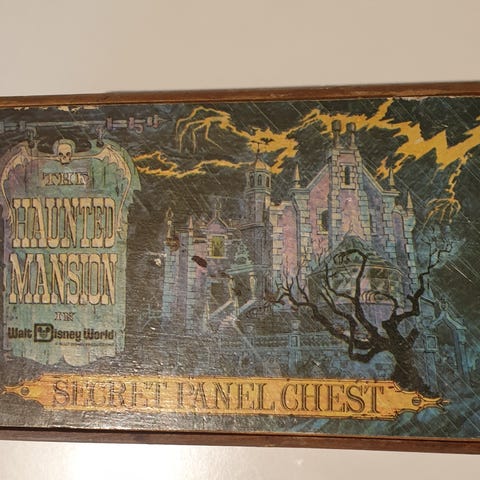 THE
HAUNTED
MANSION
IN
Walt Disney World
SECRET PANEL CHEST